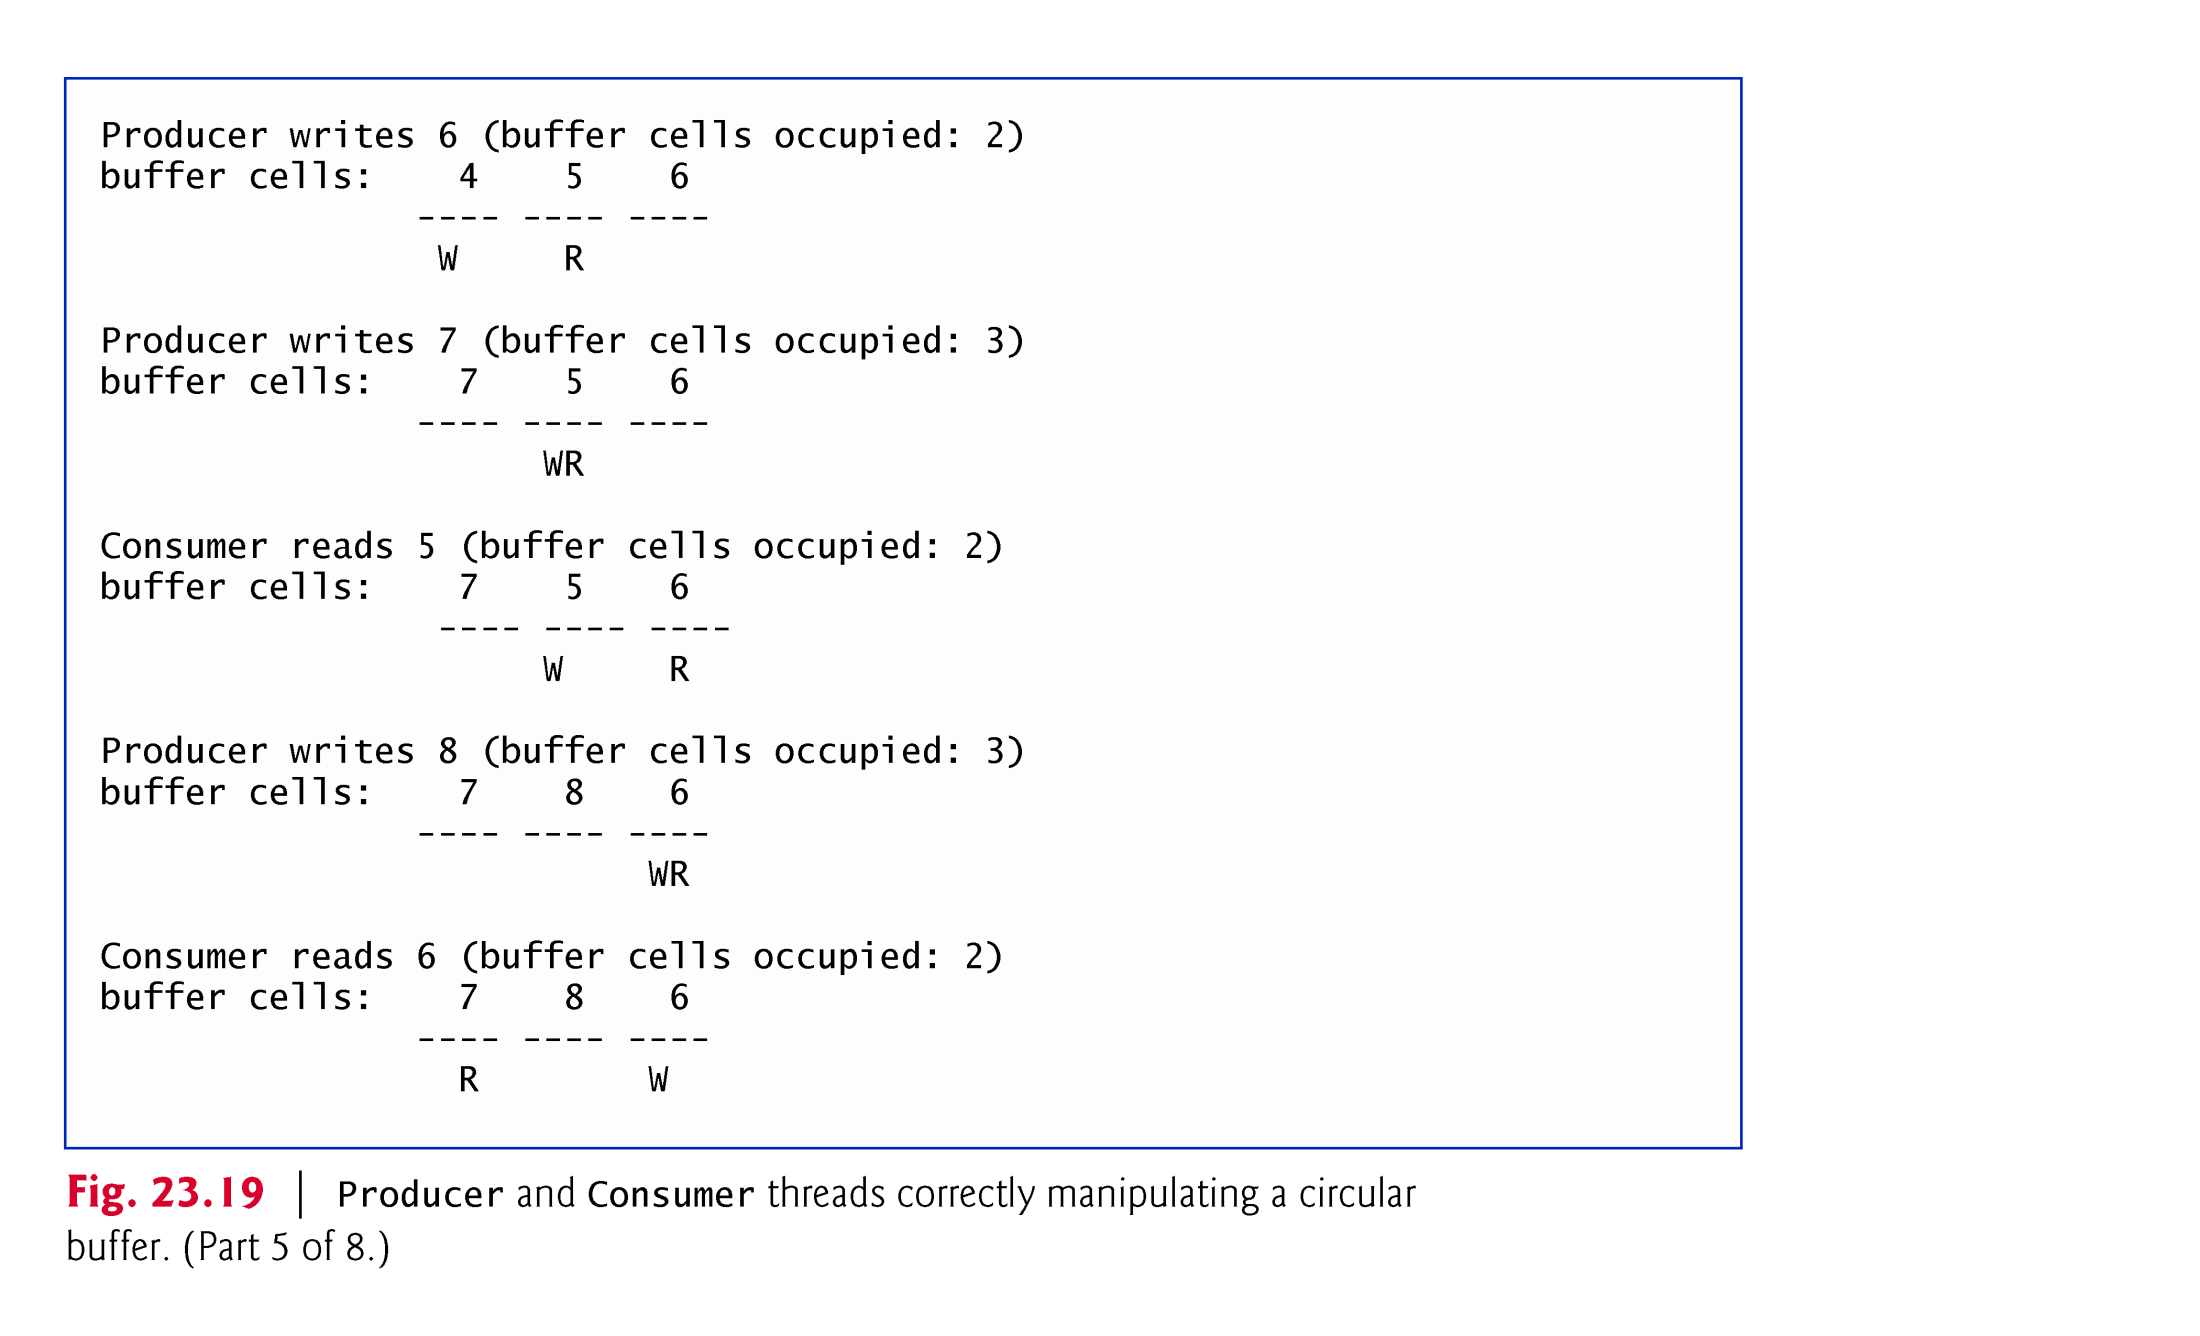 Producer writes 6 (buffer cells occupied: 2)
buffer cells:    4    5    6
               ---- ---- ----
                W     R

Producer writes 7 (buffer cells occupied: 3)
buffer cells:    7    5    6
               ---- ---- ----
                     WR

Consumer reads 5 (buffer cells occupied: 2)
buffer cells:    7    5    6
                ---- ---- ----
                     W     R

Producer writes 8 (buffer cells occupied: 3)
buffer cells:    7    8    6
               ---- ---- ----
                          WR

Consumer reads 6 (buffer cells occupied: 2)
buffer cells:    7    8    6
               ---- ---- ----
                 R        W

Fig. 23.19 | Producer and Consumer threads correctly manipulating a circular
buffer. (Part 5 of 8.)